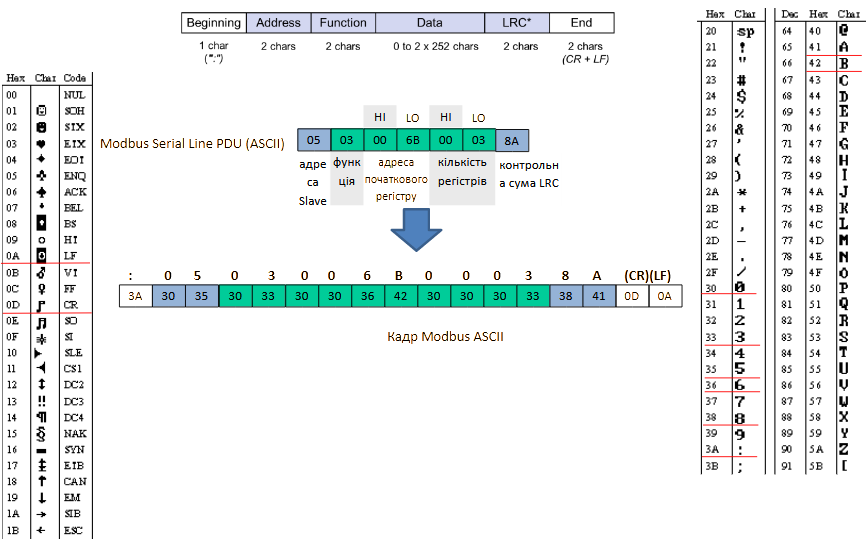 Beginning Address Function Data LRC* End
1 char 2 chars 2 chars 0 to 2 x 252 chars 2 chars 2 chars
(":") (CR + LF)
HI LO HI LO
Modbus Serial Line PDU (ASCII) 05 03 00 6B 00 03 8A
адре
са
Slave
функ
ція
адреса
початкового
регістру
кількість
регістрів
контрольн
а сума LRC
: 0 5 0 3 0 0 6 B 0 0 0 3 8 A (CR)(LF)
3A 30 35 30 33 30 30 36 42 30 30 30 33 38 41 0D 0A
Кадр Modbus ASCII
Hex Char Code
00 NUL
01 ☺ SOH
02 ☻ SIX
03 ♥ EIX
04 ♦ EOI
05 ♣ ENQ
06 ♠ ACK
07 • BEL
08 ◘ BS
09 ○ HI
0A ◙ LF
0B ♂ VI
0C ♀ FF
0D ♪ CR
0E ♫ SO
0F ☼ SI
10 ► SLE
11 ◄ CS1
12 ↕ DC2
13 ‼ DC3
14 ¶ DC4
15 § NAK
16 ▬ SYN
17 ↨ EIB
18 ↑ CAN
19 ↓ EM
1A → SIB
1B ← ESC
Hex Char
20 sp
21 !
22 "
23 #
24 $
25 %
26 &
27 '
28 (
29 )
2A *
2B +
2C ,
2D -
2E .
2F /
30 0
31 1
32 2
33 3
34 4
35 5
36 6
37 7
38 8
39 9
3A :
3B ;
Dec Hex Char
64 40 @
65 41 A
66 42 B
67 43 C
68 44 D
69 45 E
70 46 F
71 47 G
72 48 H
73 49 I
74 4A J
75 4B K
76 4C L
77 4D M
78 4E N
79 4F O
80 50 P
81 51 Q
82 52 R
83 53 S
84 54 T
85 55 U
86 56 V
87 57 W
88 58 X
89 59 Y
90 5A Z
91 5B [